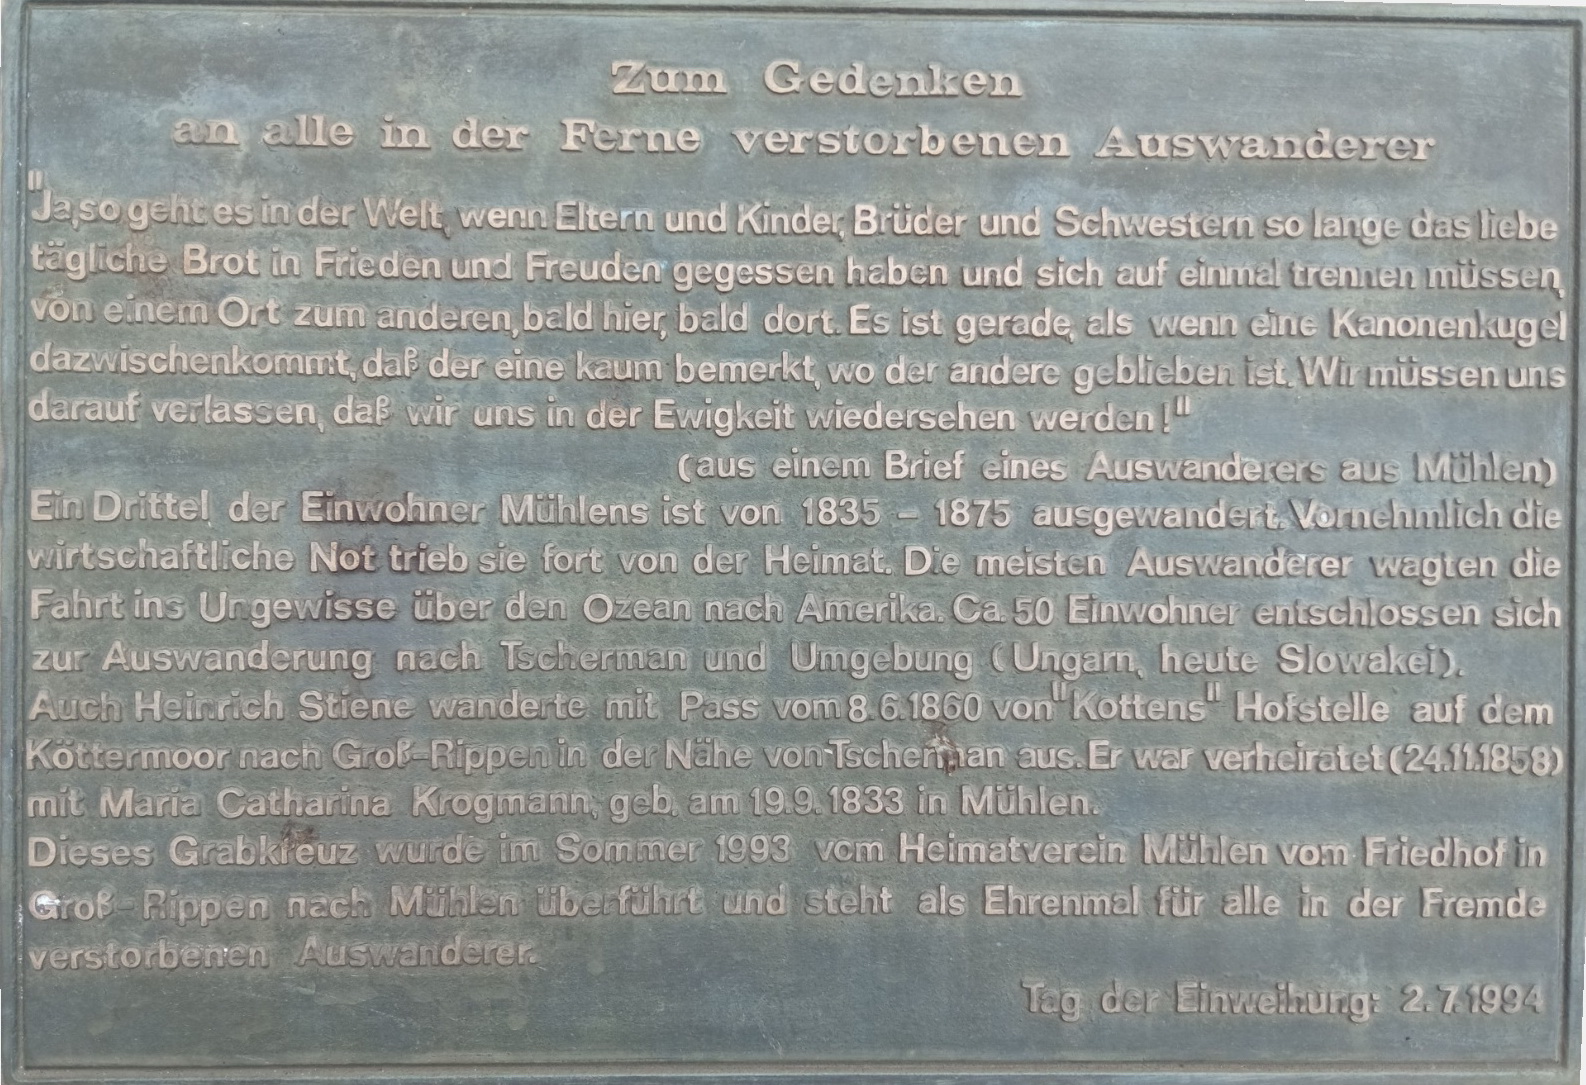 Zum Gedenken
an alle in der Ferne verstorbenen Auswanderer
"Ja, so geht es in der Welt, wenn Eltern und Kinder, Brüder und Schwestern so lange das liebe
tägliche Brot in Frieden und Freuden gegessen haben und sich auf einmal trennen müssen,
von einem Ort zum anderen, bald hier, bald dort. Es ist gerade, als wenn eine Kanonenkugel
dazwischenkommt, daß der eine kaum bemerkt, wo der andere geblieben ist. Wir müssen uns
darauf verlassen, daß wir uns in der Ewigkeit wiedersehen werden!"
(aus einem Brief eines Auswanderers aus Mühlen)
Ein Drittel der Einwohner Mühlens ist von 1835 - 1875 ausgewandert. Vornehmlich die
wirtschaftliche Not trieb sie fort von der Heimat. Die meisten Auswanderer wagten die
Fahrt ins Ungewisse über den Ozean nach Amerika. Ca. 50 Einwohner entschlossen sich
zur Auswanderung nach Tscherman und Umgebung (Ungarn, heute Slowakei).
Auch Heinrich Stiene wanderte mit Pass vom 8.6.1860 von "Kottens" Hofstelle auf dem
Köttermoor nach Groß-Rippen in der Nähe von Tscherman aus. Er war verheiratet (24.11.1858)
mit Maria Catharina Krogmann, geb. am 19.9.1833 in Mühlen.
Dieses Grabkreuz wurde im Sommer 1993 vom Heimatverein Mühlen vom Friedhof in
Groß-Rippen nach Mühlen überführt und steht als Ehrenmal für alle in der Fremde
verstorbenen Auswanderer.
Tag der Einweihung: 2.7.1994